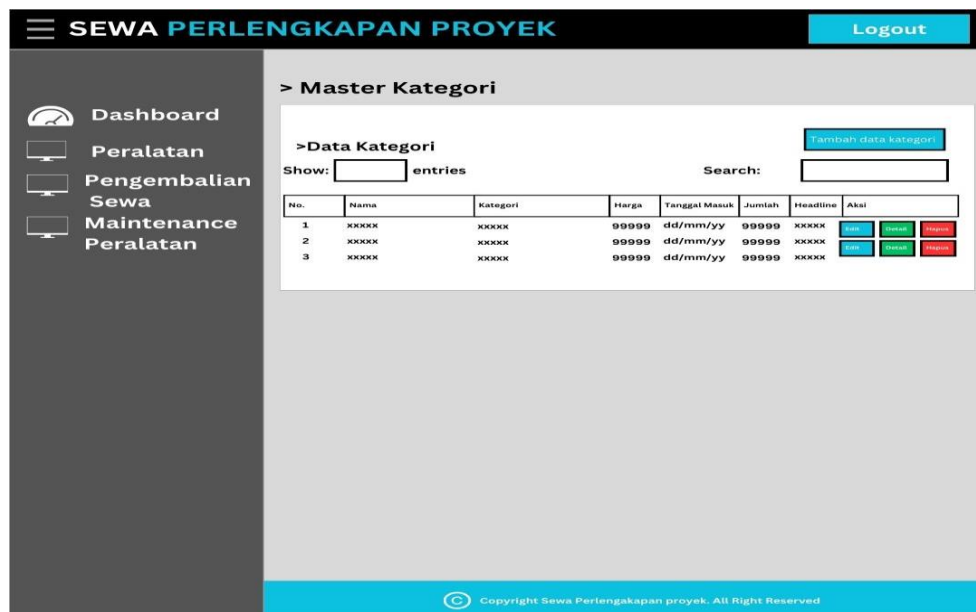 SEWA PERLENGKAPAN PROYEK
Logout
Dashboard
Peralatan
Pengembalian
Sewa
Maintenance
Peralatan
> Master Kategori
Tambah data kategori
>Data Kategori
Show: entries Search:
No. Nama Kategori Harga Tanggal Masuk Jumlah Headline Aksi
1 xxxxx xxxxx 99999 dd/mm/yy 99999 xxxxx Edit Detail Hapus
2 xxxxx xxxxx 99999 dd/mm/yy 99999 xxxxx Edit Detail Hapus
3 xxxxx xxxxx 99999 dd/mm/yy 99999 xxxxx
© Copyright Sewa Perlengakapan proyek. All Right Reserved